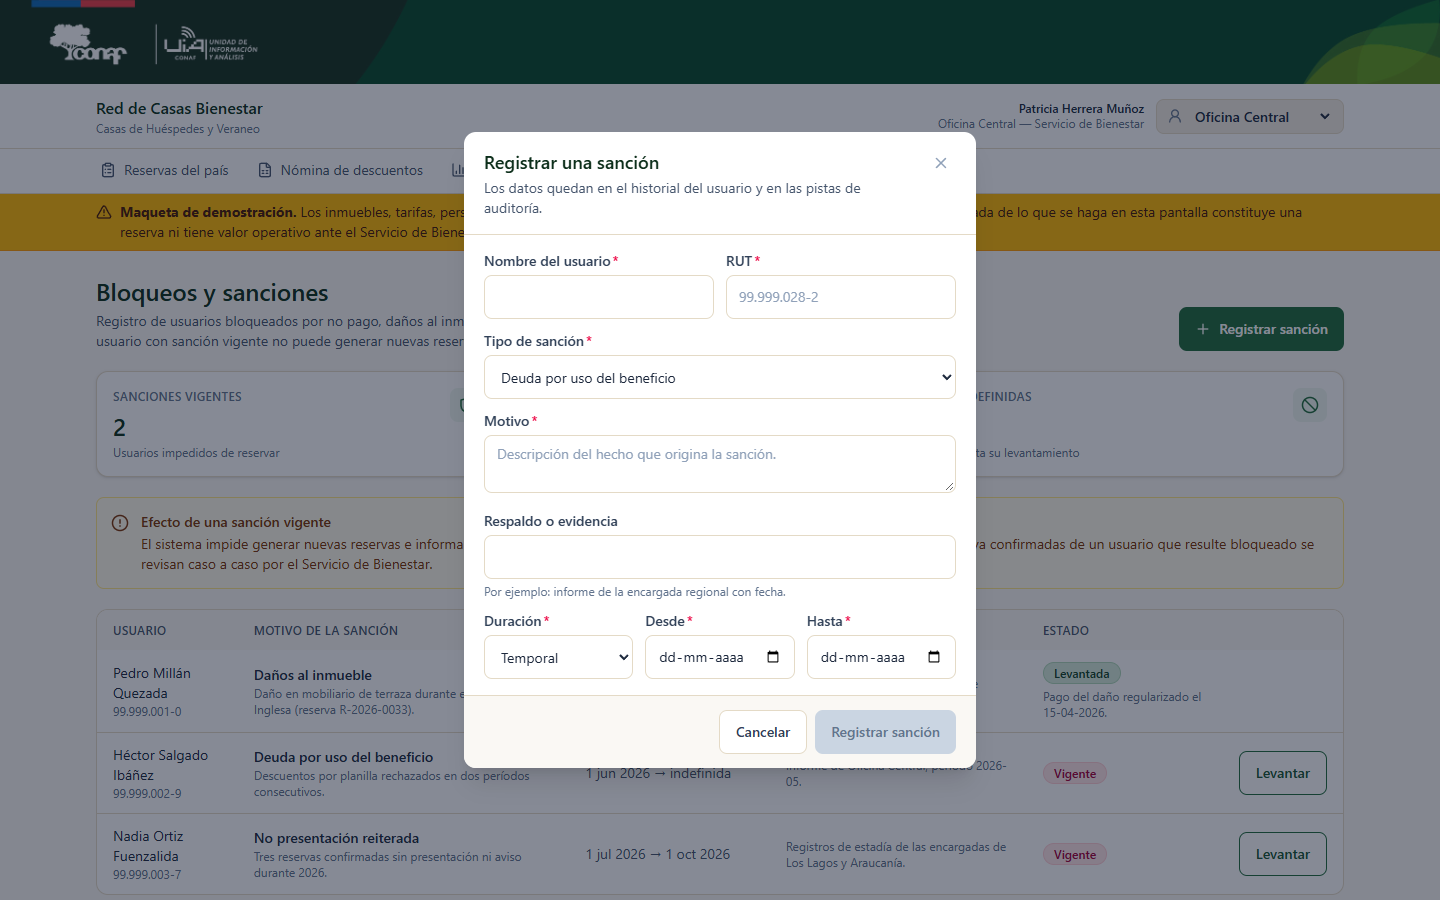 conaf
UIA
CONAF
UNIDAD DE
INFORMACIÓN
Y ANÁLISIS
Red de Casas Bienestar
Casas de Huéspedes y Veraneo
Patricia Herrera Muñoz
Oficina Central — Servicio de Bienestar
Oficina Central
Reservas del país
Nómina de descuentos
Maqueta de demostración. Los inmuebles, tarifas, pers
ada de lo que se haga en esta pantalla constituye una
reserva ni tiene valor operativo ante el Servicio de Biene
Bloqueos y sanciones
Registro de usuarios bloqueados por no pago, daños al inm
usuario con sanción vigente no puede generar nuevas reser
Registrar sanción
SANCIONES VIGENTES
2
Usuarios impedidos de reservar
EFINIDAS
ta su levantamiento
Efecto de una sanción vigente
El sistema impide generar nuevas reservas e informa
va confirmadas de un usuario que resulte bloqueado se
revisan caso a caso por el Servicio de Bienestar.
Registrar una sanción
Los datos quedan en el historial del usuario y en las pistas de
auditoría.
Nombre del usuario*
RUT*
99.999.028-2
Tipo de sanción*
Deuda por uso del beneficio
Motivo*
Descripción del hecho que origina la sanción.
Respaldo o evidencia
Por ejemplo: informe de la encargada regional con fecha.
Duración*
Desde*
Hasta*
Temporal
dd-mm-aaaa
dd-mm-aaaa
Cancelar
Registrar sanción
USUARIO
MOTIVO DE LA SANCIÓN
ESTADO
Pedro Millán
Quezada
99.999.001-0
Daños al inmueble
Daño en mobiliario de terraza durante e
Inglesa (reserva R-2026-0033).
Levantada
Pago del daño regularizado el
15-04-2026.
Héctor Salgado
Ibáñez
99.999.002-9
Deuda por uso del beneficio
Descuentos por planilla rechazados en dos períodos
consecutivos.
1 jun 2026 → indefinida
Informe de Oficina Central, período 2026-
05.
Vigente
Levantar
Nadia Ortiz
Fuenzalida
99.999.003-7
No presentación reiterada
Tres reservas confirmadas sin presentación ni aviso
durante 2026.
1 jul 2026 → 1 oct 2026
Registros de estadía de las encargadas de
Los Lagos y Araucanía.
Vigente
Levantar